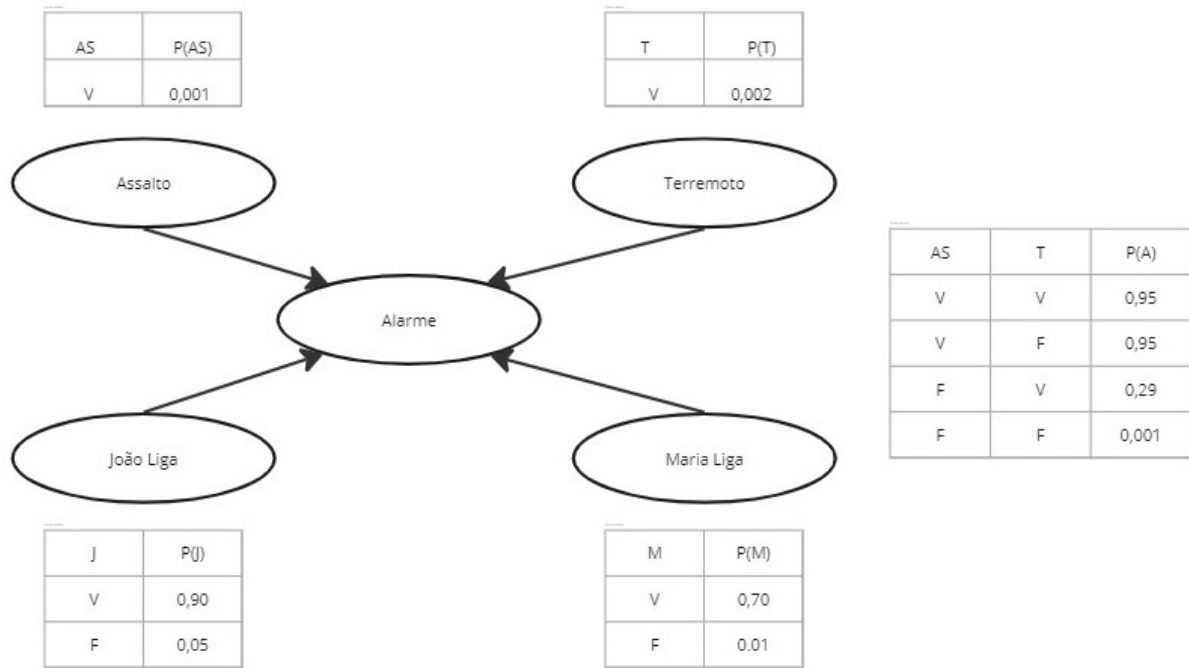 AS P(AS)
V 0,001
T P(T)
V 0,002
Assalto
Terremoto
Alarme
AS T P(A)
V V 0,95
V F 0,95
F V 0,29
F F 0,001
João Liga
Maria Liga
J P(J)
V 0,90
F 0,05
M P(M)
V 0,70
F 0.01